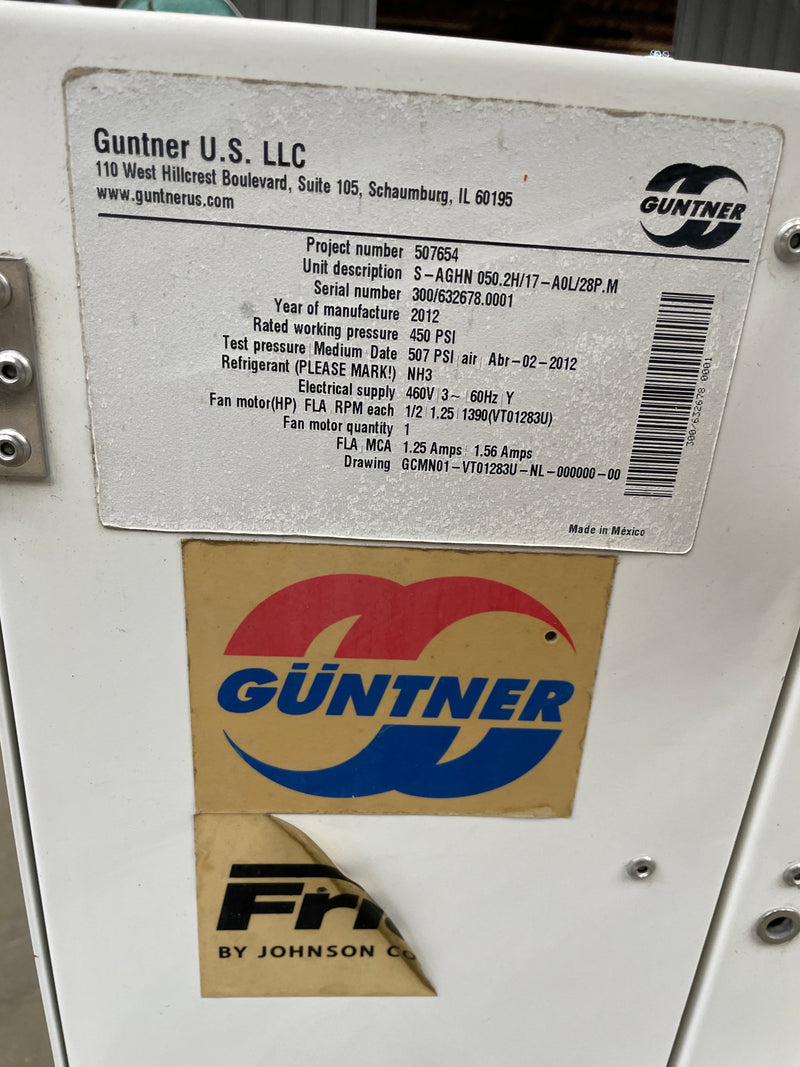 Guntner U.S. LLC
110 West Hillcrest Boulevard, Suite 105, Schaumburg, IL 60195
www.guntnerus.com
GUNTNER
Project number 507654
Unit description S-AGHN 050.2H/17-A0L/28P.M
Serial number 300/632678.0001
Year of manufacture 2012
Rated working pressure 450 PSI
Test pressure | Medium | Date 507 PSI | air | Abr-02-2012
Refrigerant (PLEASE MARK!) NH3
Electrical supply 460V | 3~ | 60Hz | Y
Fan motor(HP) | FLA | RPM each 1/2 | 1.25 | 1390(VT01283U)
Fan motor quantity 1
FLA | MCA 1.25 Amps | 1.56 Amps
Drawing GCMN01-VT01283U-NL-000000-00
300/632678.0001
Made in México
GÜNTNER
Fri
BY JOHNSON CO